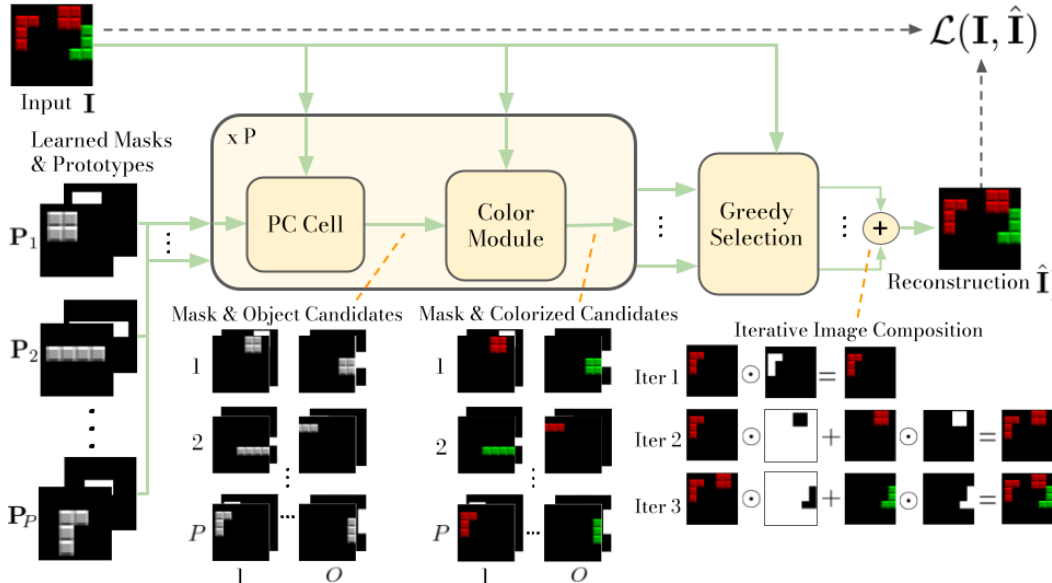 ℒ(I, Î)
Input I
Learned Masks
& Prototypes
x P
PC Cell
Color
Module
Greedy
Selection
+
P₁
P₂
P_P
Reconstruction Î
Mask & Object Candidates
Mask & Colorized Candidates
Iterative Image Composition
1
2
P
1
O
...
1
2
P
1
O
...
Iter 1 ⊙ =
Iter 2 ⊙ + ⊙ =
Iter 3 ⊙ + ⊙ =